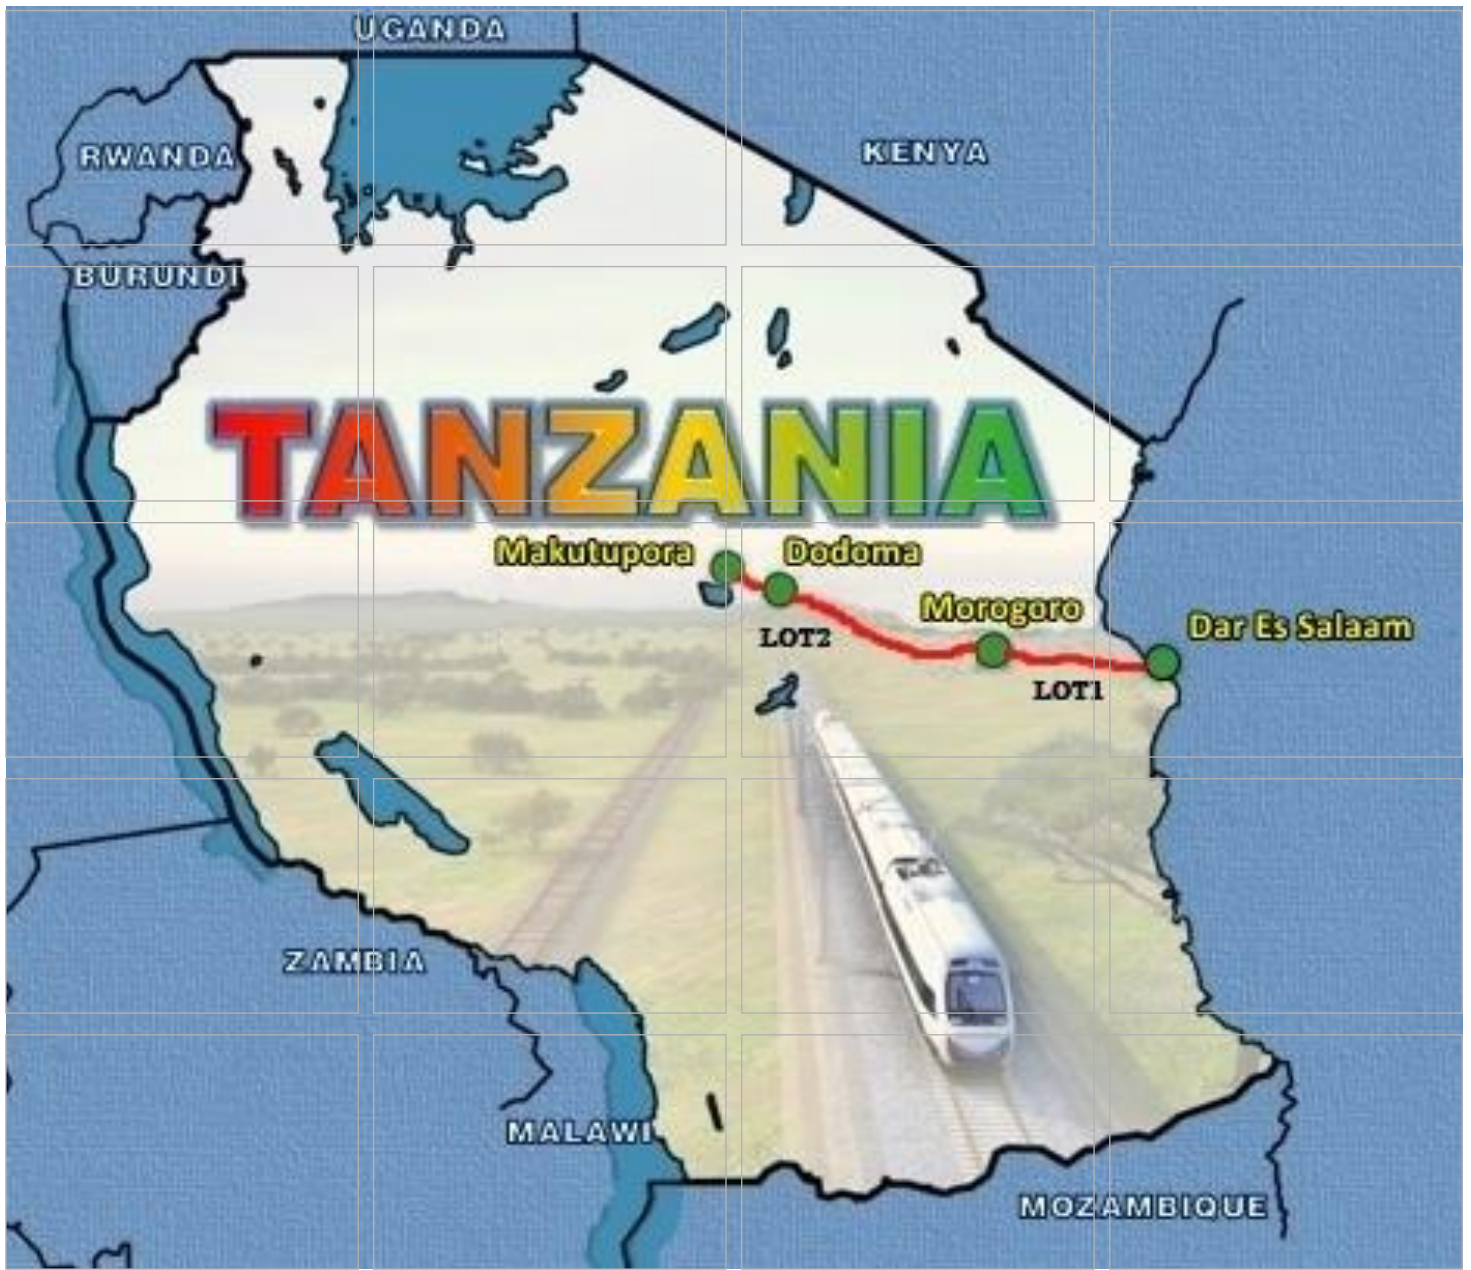 UGANDA
RWANDA
KENYA
BURUNDI
TANZANIA
Makutupora
Dodoma
Morogoro
Dar Es Salaam
LOT2
LOT1
ZAMBIA
MALAWI
MOZAMBIQUE